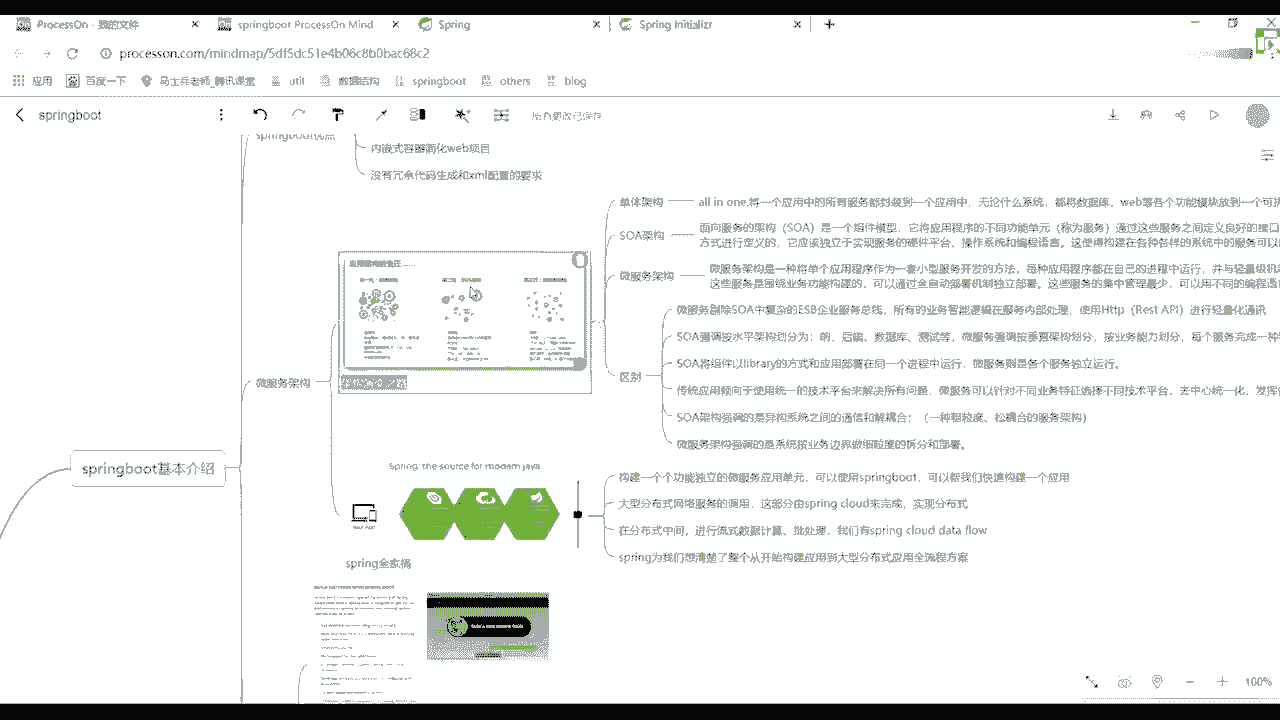 ProcessOn - 我的文件
springboot ProcessOn Mind
Spring
Spring Initializr
processon.com/mindmap/5df5dc51e4b06c8b0bac68c2
应用
百度一下
马士兵老师_腾讯课堂
util
数据结构
springboot
others
blog
springboot
所有更改已保存
springboot优点
内嵌式容器简化web项目
没有冗余代码生成和xml配置的要求
单体架构
all in one,将一个应用中的所有服务都封装到一个应用中，无论什么系统，都将数据库，web等各个功能模块放到一个
SOA架构
面向服务的架构（SOA）是一个组件模型，它将应用程序的不同功能单元（称为服务）通过这些服务之间定义良好的接口
方式进行定义的，它应该独立于实现服务的硬件平台、操作系统和编程语言。这使得构建在各种各样的系统中的服务可以
微服务架构
微服务架构是一种将单个应用程序作为一套小型服务开发的方法，每种应用程序都在自己的进程中运行，并与轻量级机
这些服务是围绕业务功能构建的，可以通过全自动部署机制独立部署。这些服务的集中管理最少，可以用不同的编程语
微服务架构
区别
微服务剔除SOA中复杂的ESB企业服务总线，所有的业务智能逻辑在服务内部处理，使用Http（Rest API）进行轻量化通讯
SOA强调按水平架构划分为：前、后端、数据库、测试等，微服务强调按垂直架构划分，按业务能力划分，每个服务完成一种
SOA将组件以library的方式和应用部署在同一个进程中运行，微服务则是各个服务独立运行。
传统应用倾向于使用统一的技术平台来解决所有问题，微服务可以针对不同业务特征选择不同技术平台，去中心统一化，发挥
SOA架构强调的是异构系统之间的通信和解耦合；（一种粗粒度、松耦合的服务架构）
微服务架构强调的是系统按业务边界做细粒度的拆分和部署。
springboot基本介绍
Spring: the source for modern java
构建一个个功能独立的微服务应用单元，可以使用springboot，可以帮我们快速构建一个应用
大型分布式网络服务的调用，这部分由spring cloud来完成，实现分布式
在分布式中间，进行流式数据计算、批处理，我们有spring cloud data flow
spring为我们想清楚了整个从开始构建应用到大型分布式应用全流程方案
spring全家桶
100%